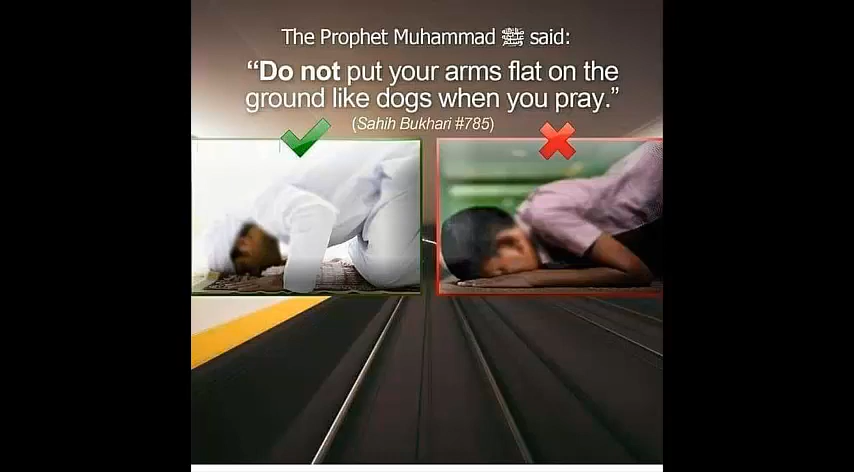 The Prophet Muhammad ﷺ said:
“Do not put your arms flat on the
ground like dogs when you pray.”
(Sahih Bukhari #785)